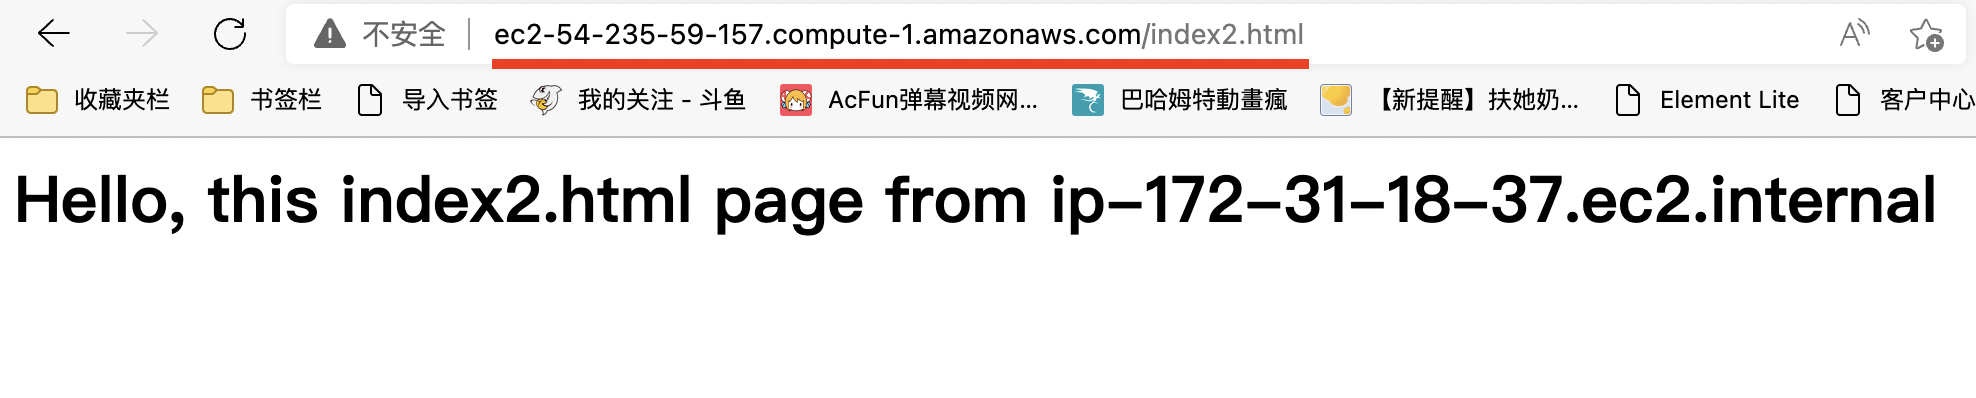 不安全 ec2-54-235-59-157.compute-1.amazonaws.com/index2.html
收藏夹栏 书签栏 导入书签 我的关注 - 斗鱼 AcFun弹幕视频网... 巴哈姆特動畫瘋 【新提醒】扶她奶... Element Lite 客户中心
Hello, this index2.html page from ip-172-31-18-37.ec2.internal